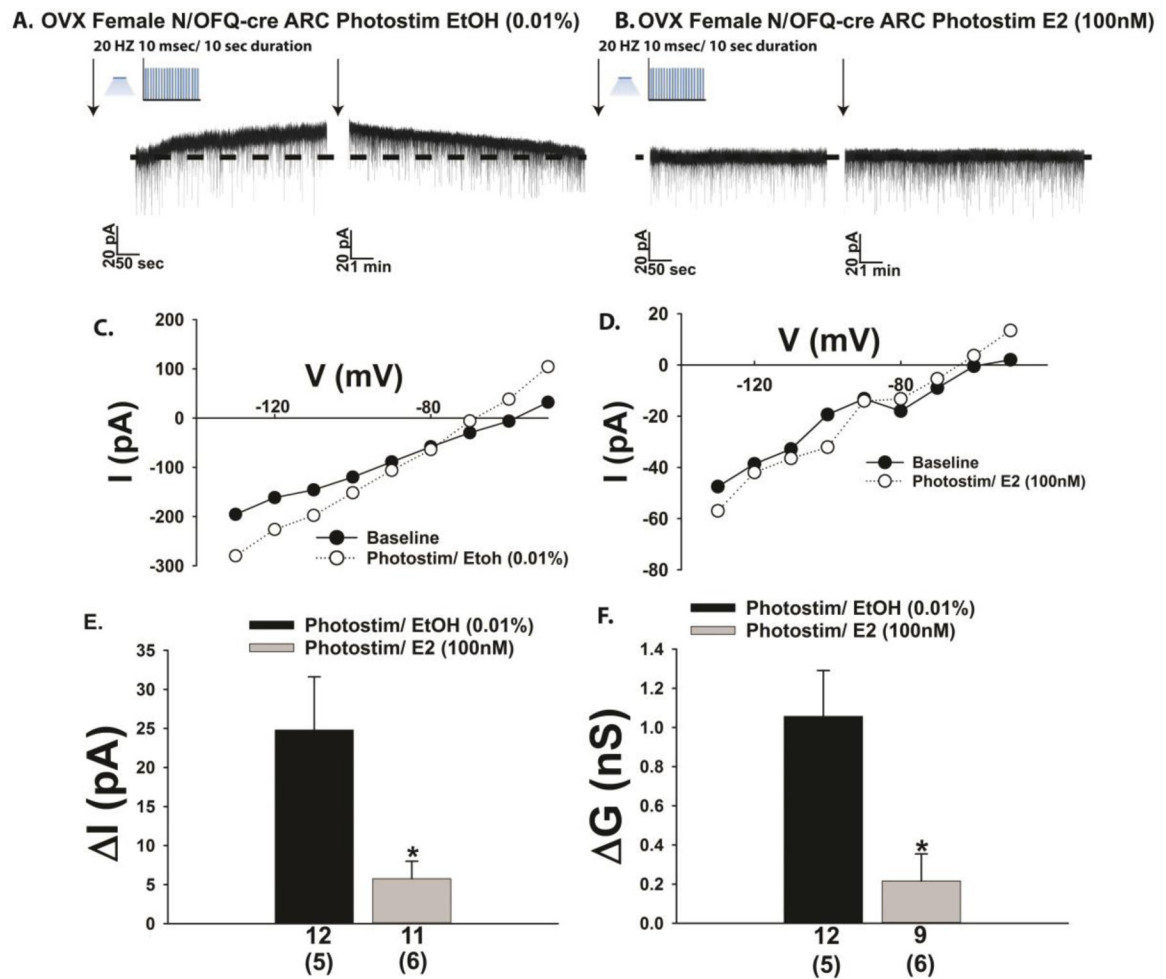 A. OVX Female N/OFQ-cre ARC Photostim EtOH (0.01%)
20 HZ 10 msec/ 10 sec duration
20 pA
50 sec
20 pA
1 min
B. OVX Female N/OFQ-cre ARC Photostim E2 (100nM)
20 HZ 10 msec/ 10 sec duration
20 pA
50 sec
20 pA
1 min
C.
200
100
0
-100
-200
-300
I (pA)
V (mV)
-120
-80
Baseline
Photostim/ Etoh (0.01%)
D.
20
0
-20
-40
-60
-80
I (pA)
V (mV)
-120
-80
Baseline
Photostim/ E2 (100nM)
E.
Photostim/ EtOH (0.01%)
Photostim/ E2 (100nM)
35
30
25
20
15
10
5
0
ΔI (pA)
*
12
(5)
11
(6)
F.
Photostim/ EtOH (0.01%)
Photostim/ E2 (100nM)
1.4
1.2
1.0
0.8
0.6
0.4
0.2
0.0
ΔG (nS)
*
12
(5)
9
(6)